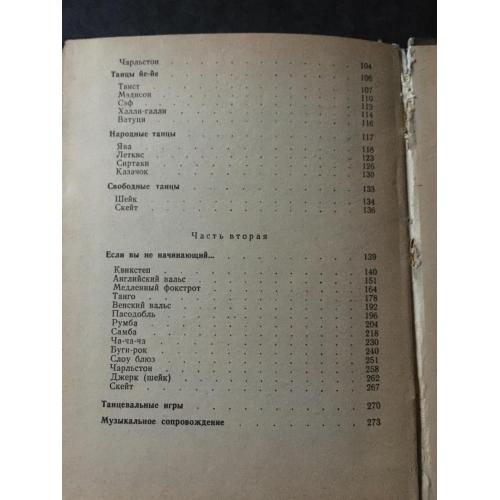 Чарльстон 104
Танцы йе-йе 106
Твист 107
Мэдисон 110
Сэф 112
Халли-галли 114
Ватуци 116
Народные танцы 117
Ява 118
Леткис 123
Сиртаки 126
Казачок 130
Свободные танцы 133
Шейк 134
Скейт 136
Часть вторая
Если вы не начинающий... 139
Квикстеп 140
Английский вальс 151
Медленный фокстрот 164
Танго 178
Венский вальс 192
Пасодобль 196
Румба 204
Самба 218
Ча-ча-ча 230
Буги-рок 240
Слоу блюз 251
Чарльстон 258
Джерк (шейк) 262
Скейт 267
Танцевальные игры 270
Музыкальное сопровождение 273